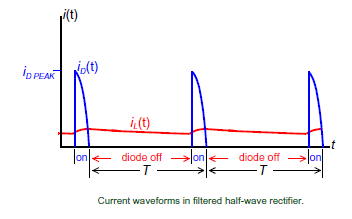 i(t)
i_D PEAK
i_D(t)
i_L(t)
t
on diode off on diode off on
T T
Current waveforms in filtered half-wave rectifier.